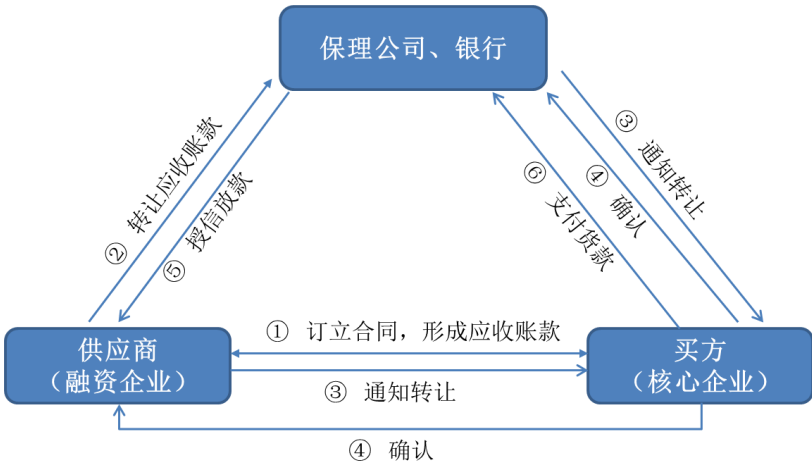 保理公司、银行
② 转让应收账款
⑤ 授信放款
③ 通知转让
④ 确认
⑥ 支付货款
供应商
（融资企业）
① 订立合同，形成应收账款
③ 通知转让
买方
（核心企业）
④ 确认